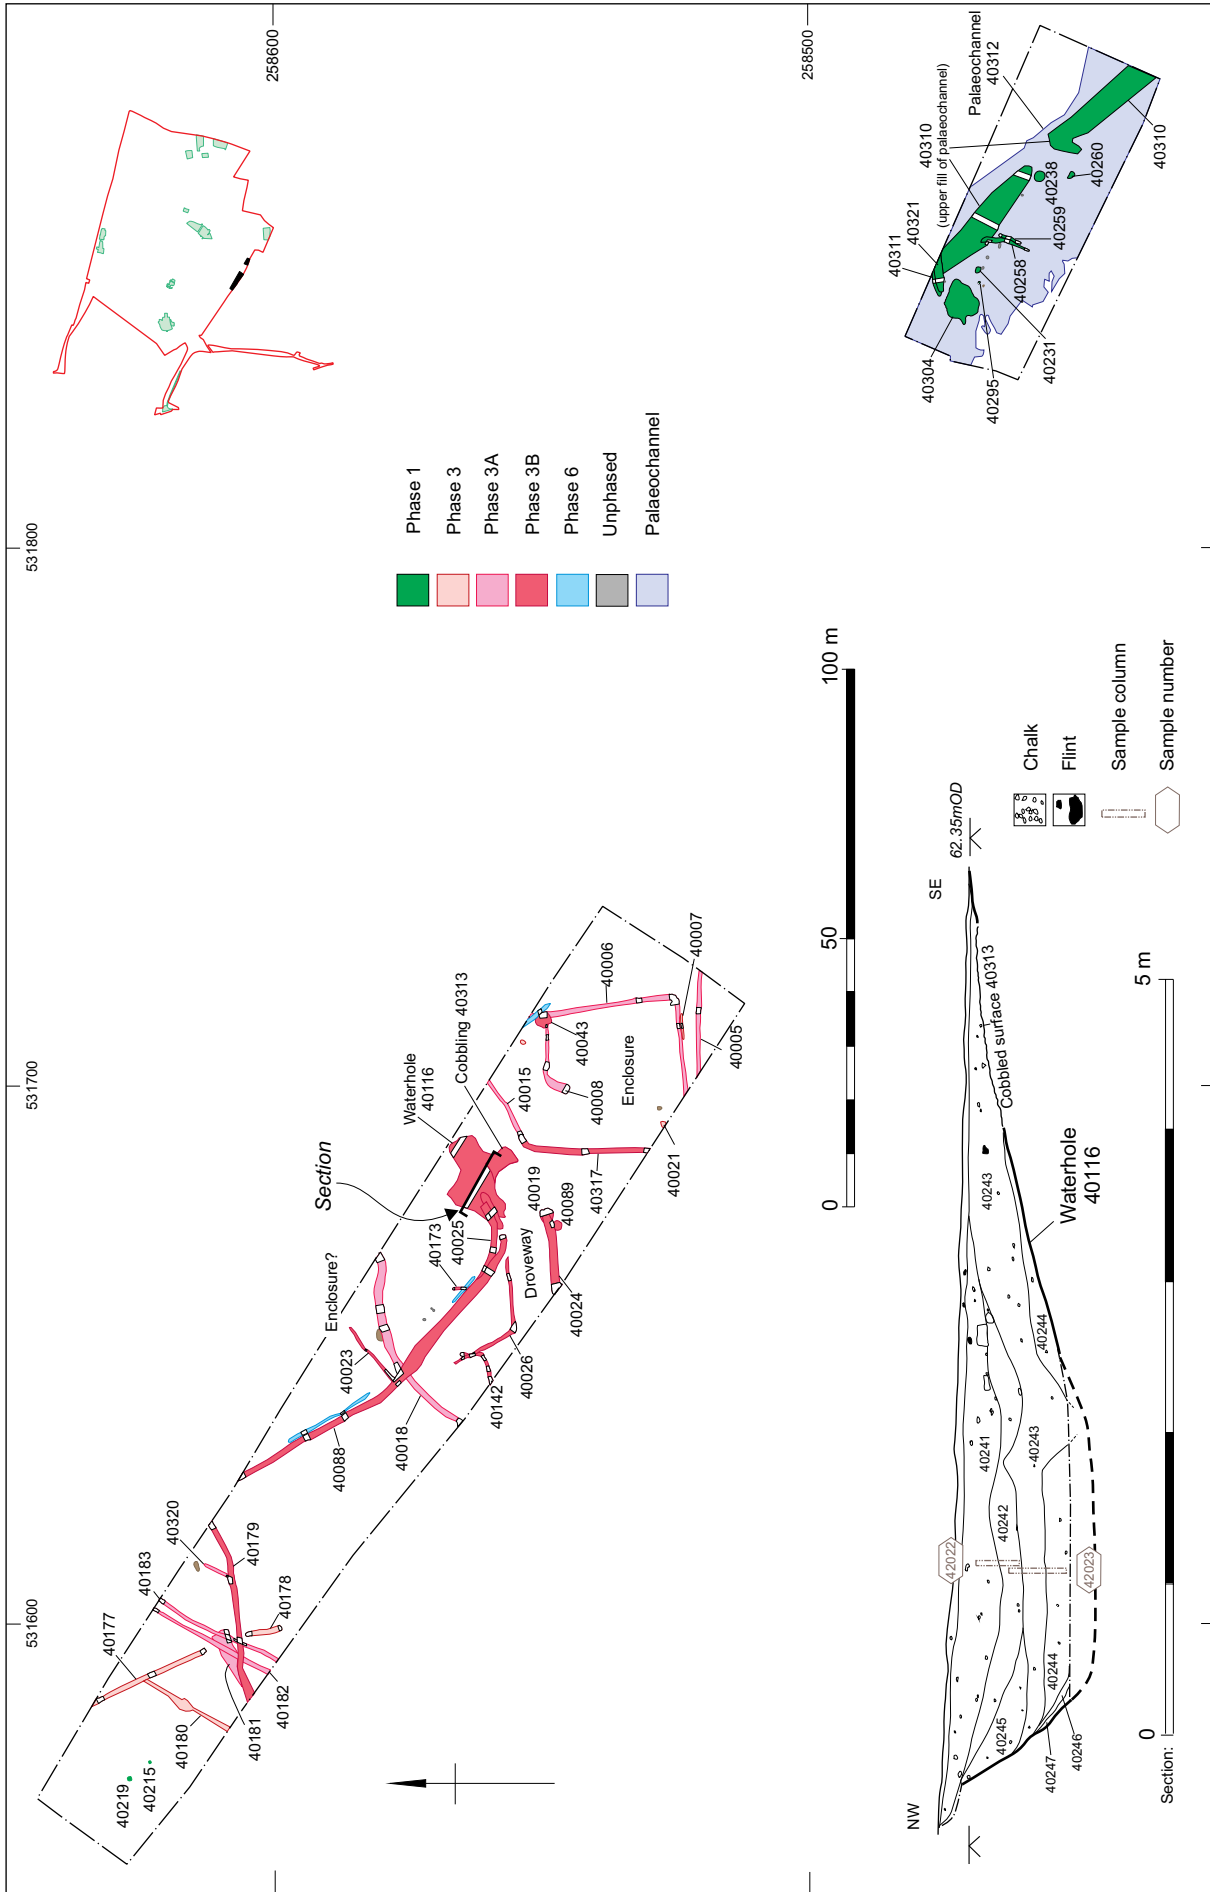 531600
531700
531800
258600
258500
40219
40215
40180
40177
40181
40182
40183
40178
40320
40179
40088
40018
40023
Enclosure?
40142
40026
40173
40025
Droveway
40024
40089
40019
Section
Waterhole
40116
Cobbling 40313
40015
40317
40021
40008
40043
Enclosure
40006
40007
40005
Phase 1
Phase 3
Phase 3A
Phase 3B
Phase 6
Unphased
Palaeochannel
40304
40311
40321
40310
(upper fill of palaeochannel)
Palaeochannel
40312
40295
40231
40258
40259
40238
40260
40310
0
50
100 m
NW
SE
62.35mOD
42022
42023
40241
40242
40243
40243
40244
40244
40245
40246
40247
Cobbled surface 40313
Waterhole
40116
Chalk
Flint
Sample column
Sample number
Section:
0
5 m